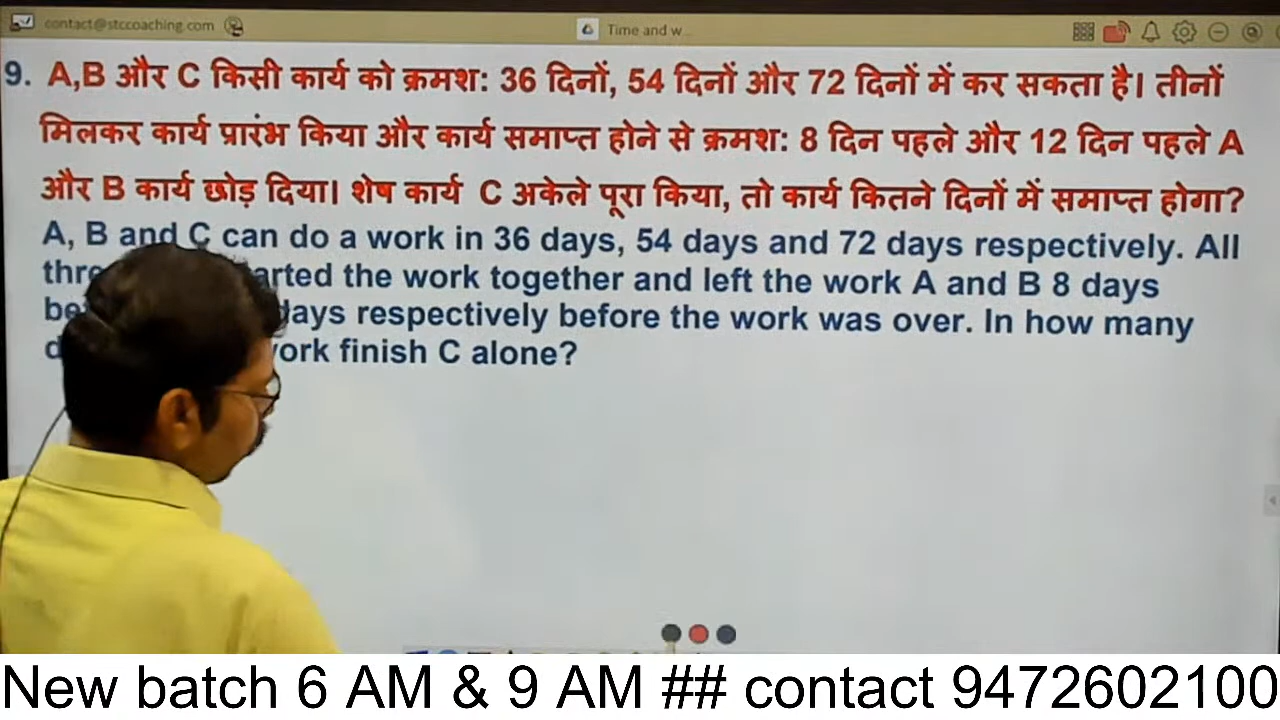 contact@stccoaching.com
Time and w...
9. A,B और C किसी कार्य को क्रमश: 36 दिनों, 54 दिनों और 72 दिनों में कर सकता है। तीनों
मिलकर कार्य प्रारंभ किया और कार्य समाप्त होने से क्रमश: 8 दिन पहले और 12 दिन पहले A
और B कार्य छोड़ दिया। शेष कार्य C अकेले पूरा किया, तो कार्य कितने दिनों में समाप्त होगा?
A, B and C can do a work in 36 days, 54 days and 72 days respectively. All
arted the work together and left the work A and B 8 days
days respectively before the work was over. In how many
ork finish C alone?
New batch 6 AM & 9 AM ## contact 9472602100